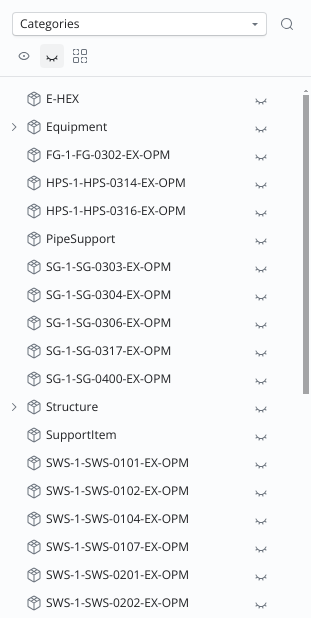 Categories
E-HEX
Equipment
FG-1-FG-0302-EX-OPM
HPS-1-HPS-0314-EX-OPM
HPS-1-HPS-0316-EX-OPM
PipeSupport
SG-1-SG-0303-EX-OPM
SG-1-SG-0304-EX-OPM
SG-1-SG-0306-EX-OPM
SG-1-SG-0317-EX-OPM
SG-1-SG-0400-EX-OPM
Structure
SupportItem
SWS-1-SWS-0101-EX-OPM
SWS-1-SWS-0102-EX-OPM
SWS-1-SWS-0104-EX-OPM
SWS-1-SWS-0107-EX-OPM
SWS-1-SWS-0201-EX-OPM
SWS-1-SWS-0202-EX-OPM